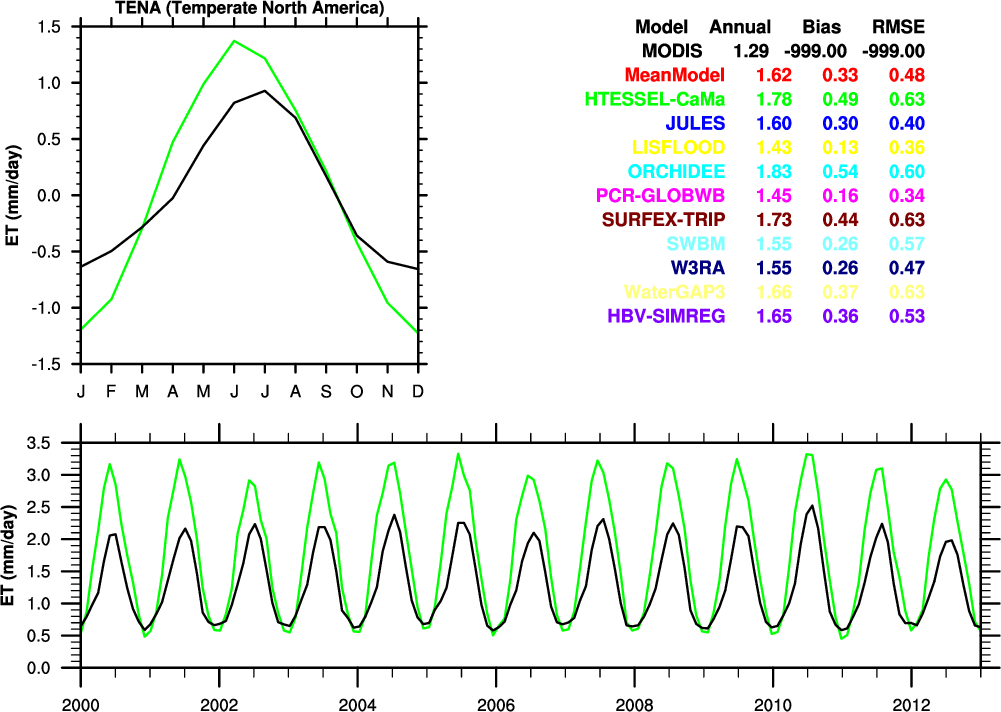 TENA (Temperate North America)
Model Annual Bias RMSE
MODIS 1.29 -999.00 -999.00
MeanModel 1.62 0.33 0.48
HTESSEL-CaMa 1.78 0.49 0.63
JULES 1.60 0.30 0.40
LISFLOOD 1.43 0.13 0.36
ORCHIDEE 1.83 0.54 0.60
PCR-GLOBWB 1.45 0.16 0.34
SURFEX-TRIP 1.73 0.44 0.63
SWBM 1.55 0.26 0.57
W3RA 1.55 0.26 0.47
WaterGAP3 1.66 0.37 0.63
HBV-SIMREG 1.65 0.36 0.53
ET (mm/day)
1.5
1.0
0.5
0.0
-0.5
-1.0
-1.5
J F M A M J J A S O N D
ET (mm/day)
3.5
3.0
2.5
2.0
1.5
1.0
0.5
0.0
2000 2002 2004 2006 2008 2010 2012